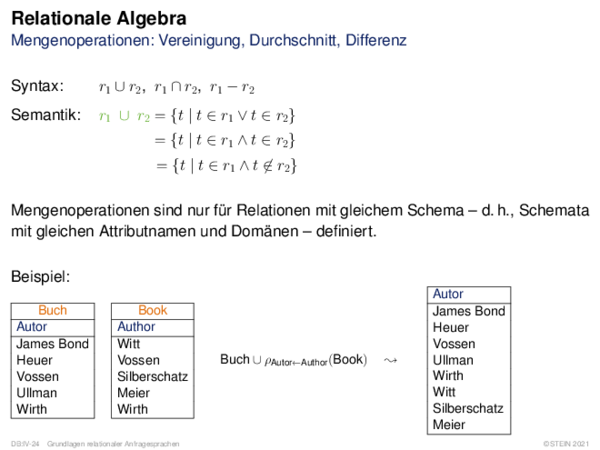 Relationale Algebra
Mengenoperationen: Vereinigung, Durchschnitt, Differenz
Syntax: r₁ ∪ r₂, r₁ ∩ r₂, r₁ − r₂
Semantik: r₁ ∪ r₂ = {t | t ∈ r₁ ∨ t ∈ r₂}
= {t | t ∈ r₁ ∧ t ∈ r₂}
= {t | t ∈ r₁ ∧ t ∉ r₂}
Mengenoperationen sind nur für Relationen mit gleichem Schema – d. h., Schemata
mit gleichen Attributnamen und Domänen – definiert.
Beispiel:
Buch
Autor
James Bond
Heuer
Vossen
Ullman
Wirth
Book
Author
Witt
Vossen
Silberschatz
Meier
Wirth
Buch ∪ ρAutor←Author(Book) ⇝
Autor
James Bond
Heuer
Vossen
Ullman
Wirth
Witt
Silberschatz
Meier
DB:IV-24 Grundlagen relationaler Anfragesprachen ©STEIN 2021